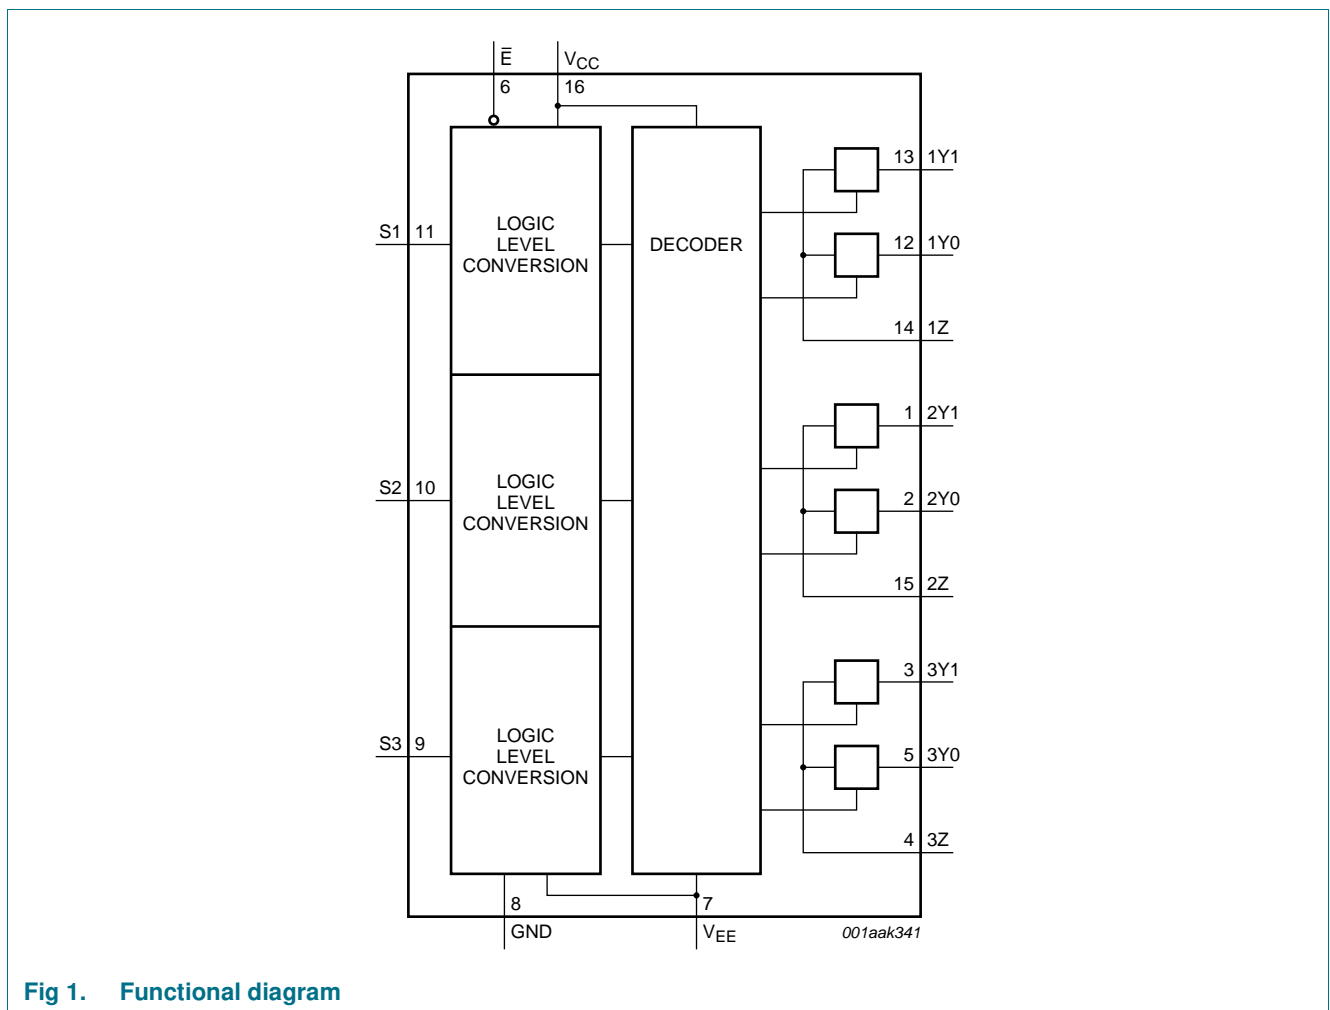 E̅ VCC
6 16
13 1Y1
S1 11
LOGIC
LEVEL
CONVERSION
DECODER
12 1Y0
14 1Z
1 2Y1
S2 10
LOGIC
LEVEL
CONVERSION
2 2Y0
15 2Z
3 3Y1
S3 9
LOGIC
LEVEL
CONVERSION
5 3Y0
4 3Z
8 7
GND VEE 001aak341
Fig 1. Functional diagram